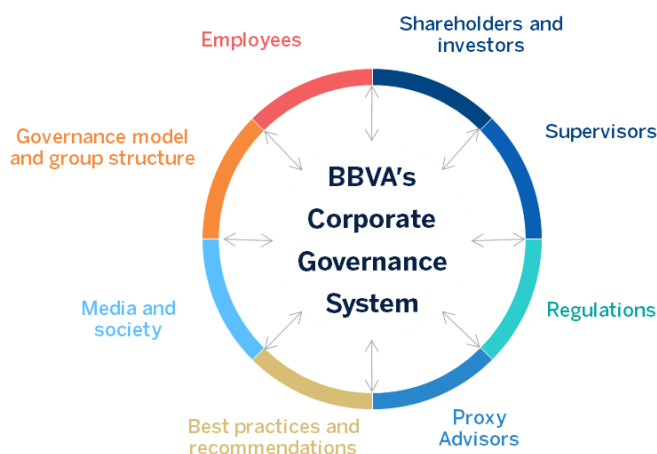 Employees
Shareholders and
investors
Supervisors
Governance model
and group structure
BBVA's
Corporate
Governance
System
Media and
society
Regulations
Best practices and
recommendations
Proxy
Advisors